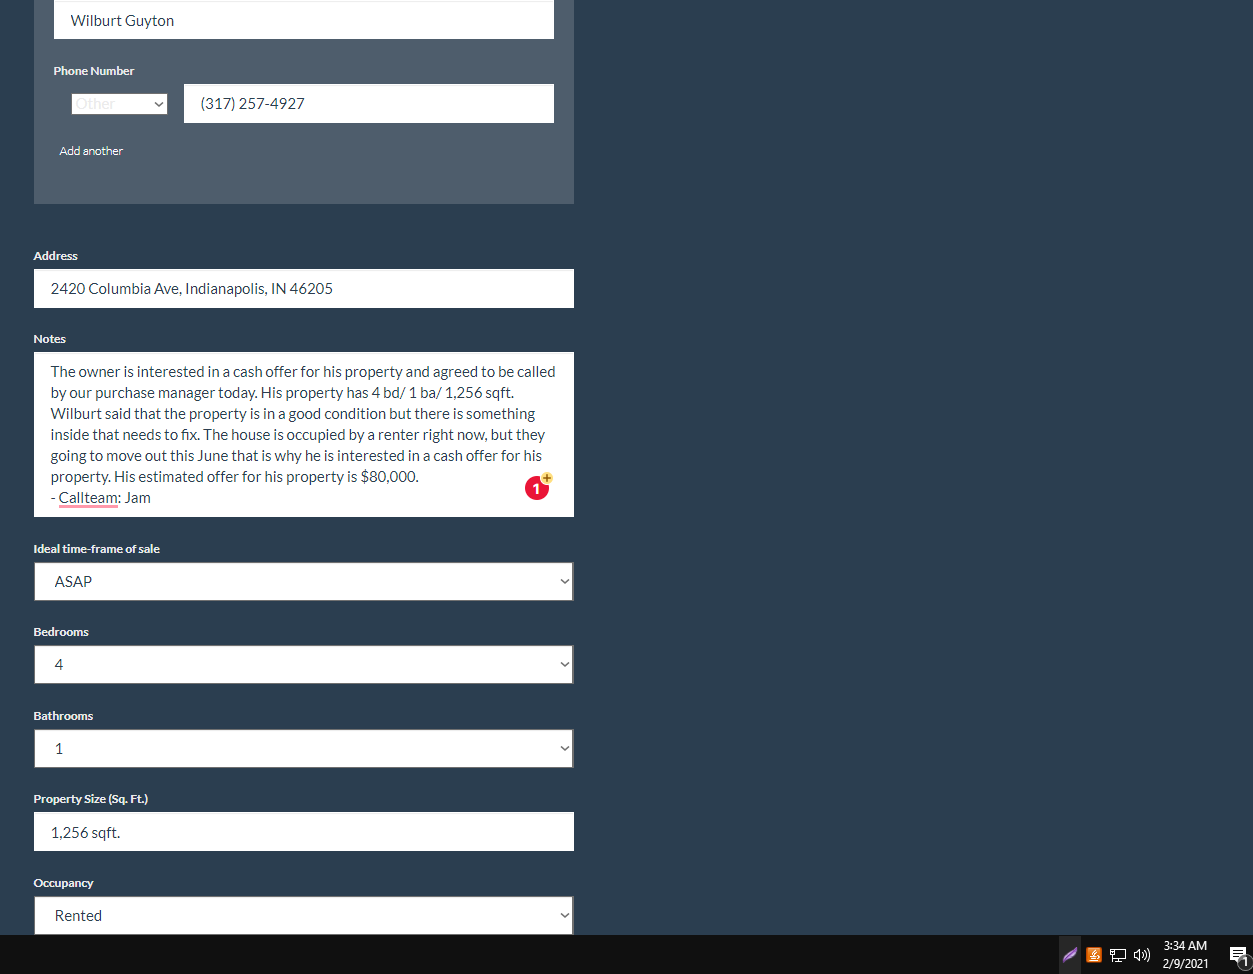 Wilburt Guyton
Phone Number
Other
(317) 257-4927
Add another
Address
2420 Columbia Ave, Indianapolis, IN 46205
Notes
The owner is interested in a cash offer for his property and agreed to be called
by our purchase manager today. His property has 4 bd/ 1 ba/ 1,256 sqft.
Wilburt said that the property is in a good condition but there is something
inside that needs to fix. The house is occupied by a renter right now, but they
going to move out this June that is why he is interested in a cash offer for his
property. His estimated offer for his property is $80,000.
1
+
- Callteam: Jam
Ideal time-frame of sale
ASAP
Bedrooms
4
Bathrooms
1
Property Size (Sq. Ft.)
1,256 sqft.
Occupancy
Rented
3:34 AM
2/9/2021
1